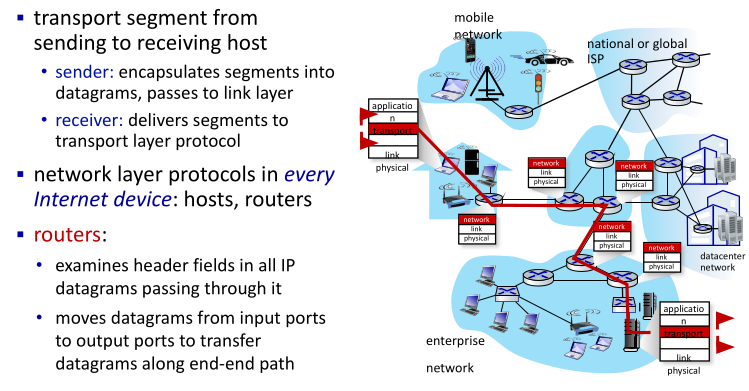 ▪ transport segment from
sending to receiving host
• sender: encapsulates segments into
datagrams, passes to link layer
• receiver: delivers segments to
transport layer protocol
▪ network layer protocols in every
Internet device: hosts, routers
▪ routers:
• examines header fields in all IP
datagrams passing through it
• moves datagrams from input ports
to output ports to transfer
datagrams along end-end path
mobile
network
national or global
ISP
applicatio
n
transport
link
physical
network
link
physical
network
link
physical
network
link
physical
network
link
physical
network
link
physical
datacenter
network
applicatio
n
transport
link
physical
enterprise
network